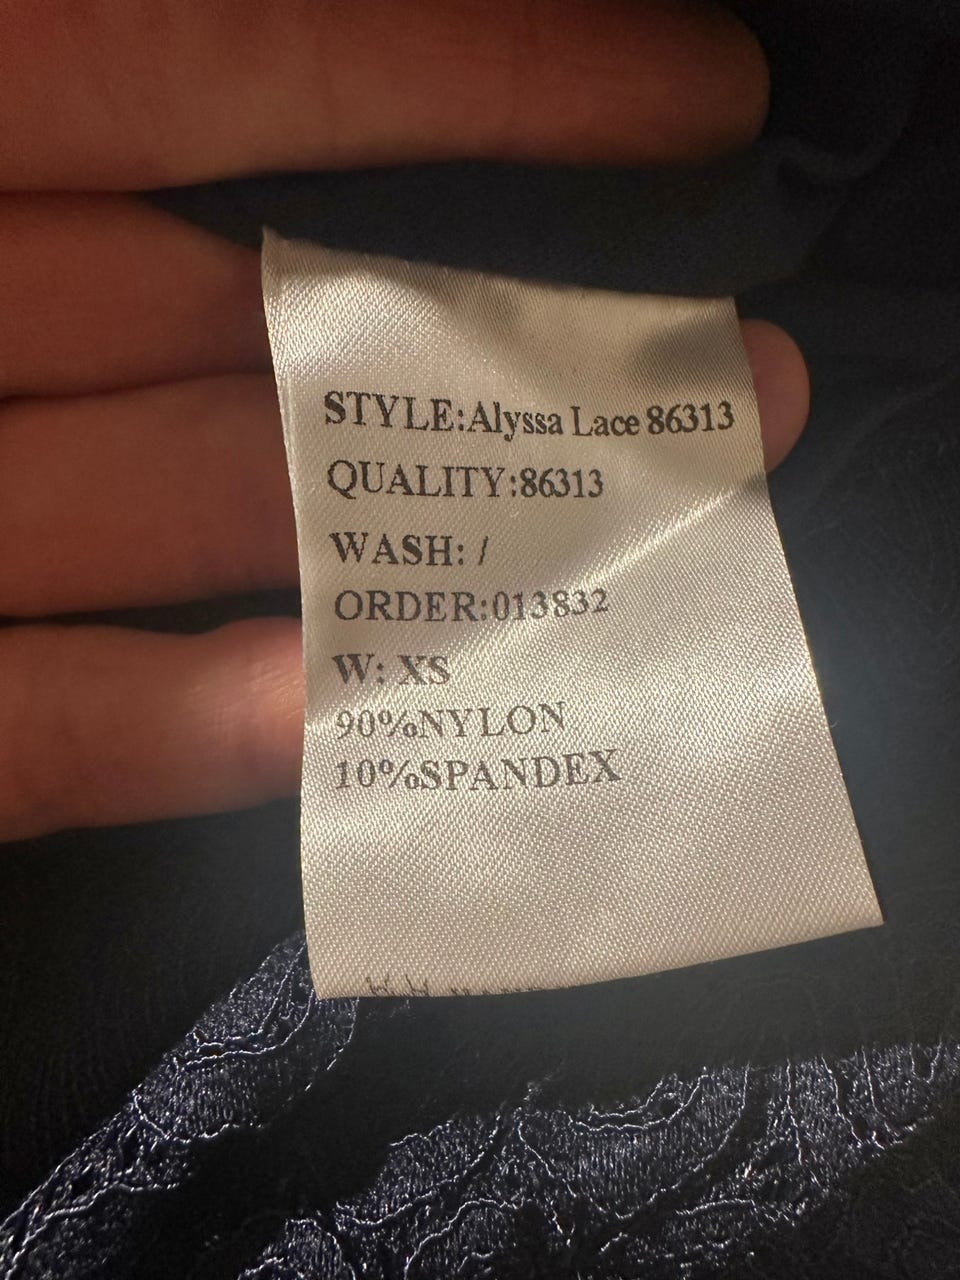 STYLE:Alyssa Lace 86313
QUALITY:86313
WASH: /
ORDER:013832
W: XS
90%NYLON
10%SPANDEX